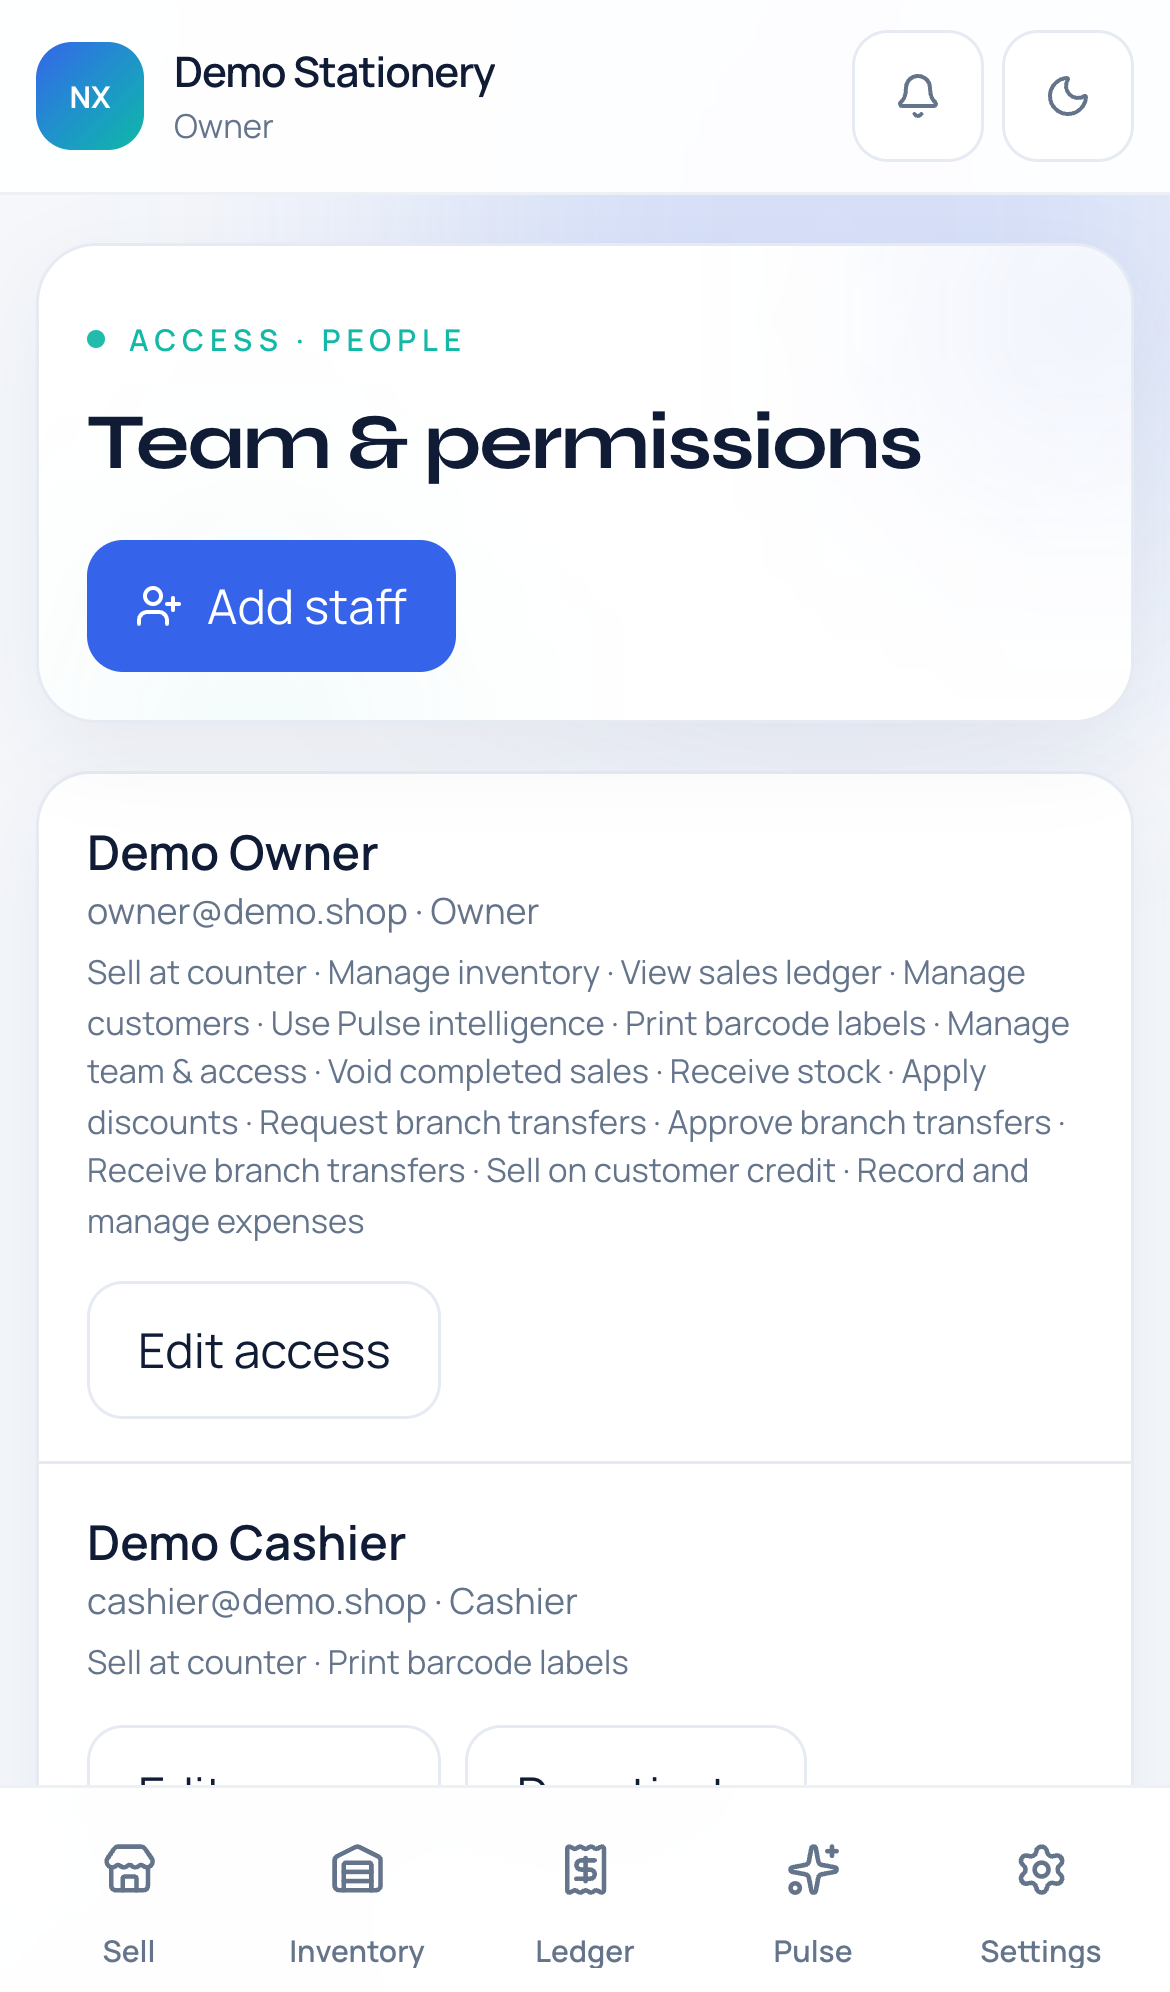 NX
Demo Stationery
Owner
ACCESS · PEOPLE
Team & permissions
Add staff
Demo Owner
owner@demo.shop · Owner
Sell at counter · Manage inventory · View sales ledger · Manage
customers · Use Pulse intelligence · Print barcode labels · Manage
team & access · Void completed sales · Receive stock · Apply
discounts · Request branch transfers · Approve branch transfers ·
Receive branch transfers · Sell on customer credit · Record and
manage expenses
Edit access
Demo Cashier
cashier@demo.shop · Cashier
Sell at counter · Print barcode labels
Sell
Inventory
Ledger
Pulse
Settings